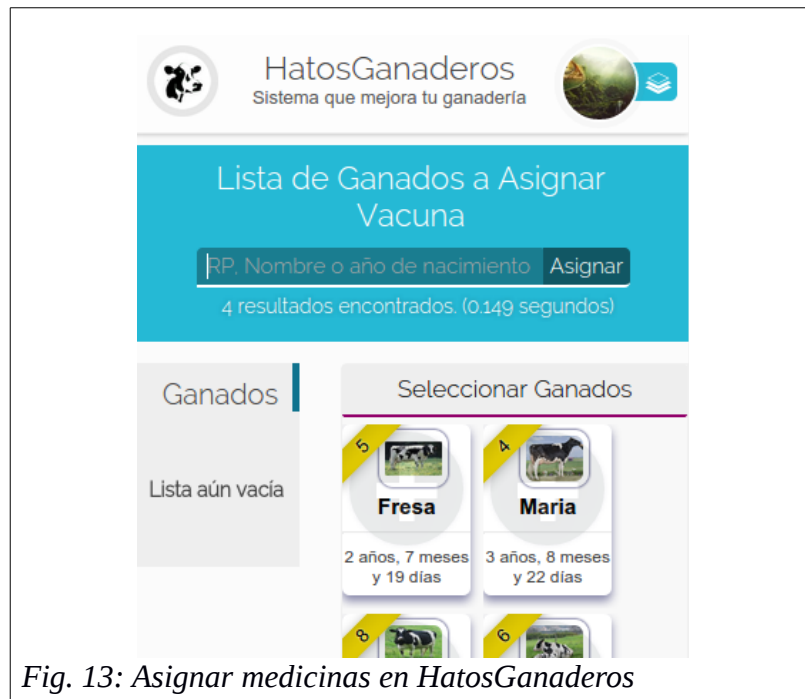 HatosGanaderos
Sistema que mejora tu ganadería
Lista de Ganados a Asignar
Vacuna
RP, Nombre o año de nacimiento Asignar
4 resultados encontrados. (0.149 segundos)
Ganados
Lista aún vacía
Seleccionar Ganados
5
Fresa
2 años, 7 meses
y 19 días
4
Maria
3 años, 8 meses
y 22 días
8
6
Fig. 13: Asignar medicinas en HatosGanaderos